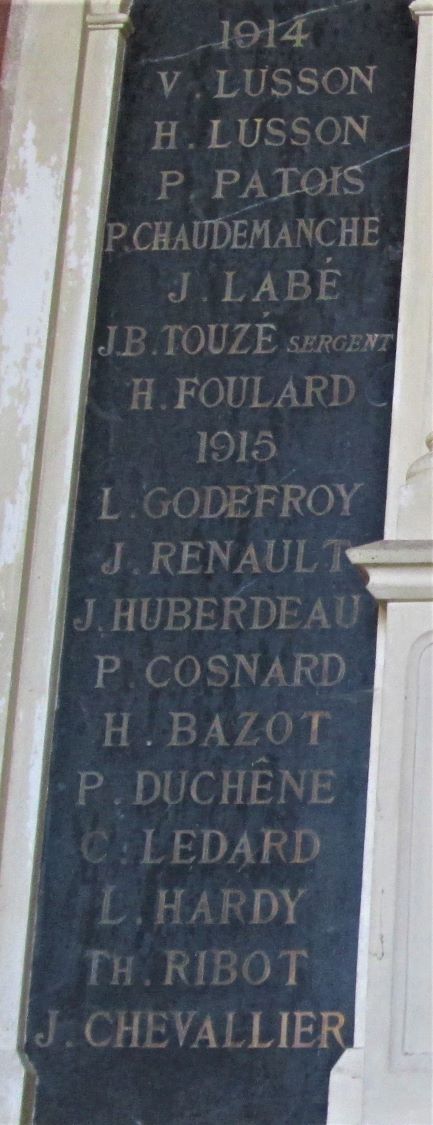 1914
V. LUSSON
H. LUSSON
P. PATOIS
P. CHAUDEMANCHE
J. LABÉ
J.B. TOUZÉ SERGENT
H. FOULARD
1915
L. GODEFROY
J. RENAULT
J. HUBERDEAU
P. COSNARD
H. BAZOT
P. DUCHÊNE
C. LEDARD
L. HARDY
TH. RIBOT
J. CHEVALLIER